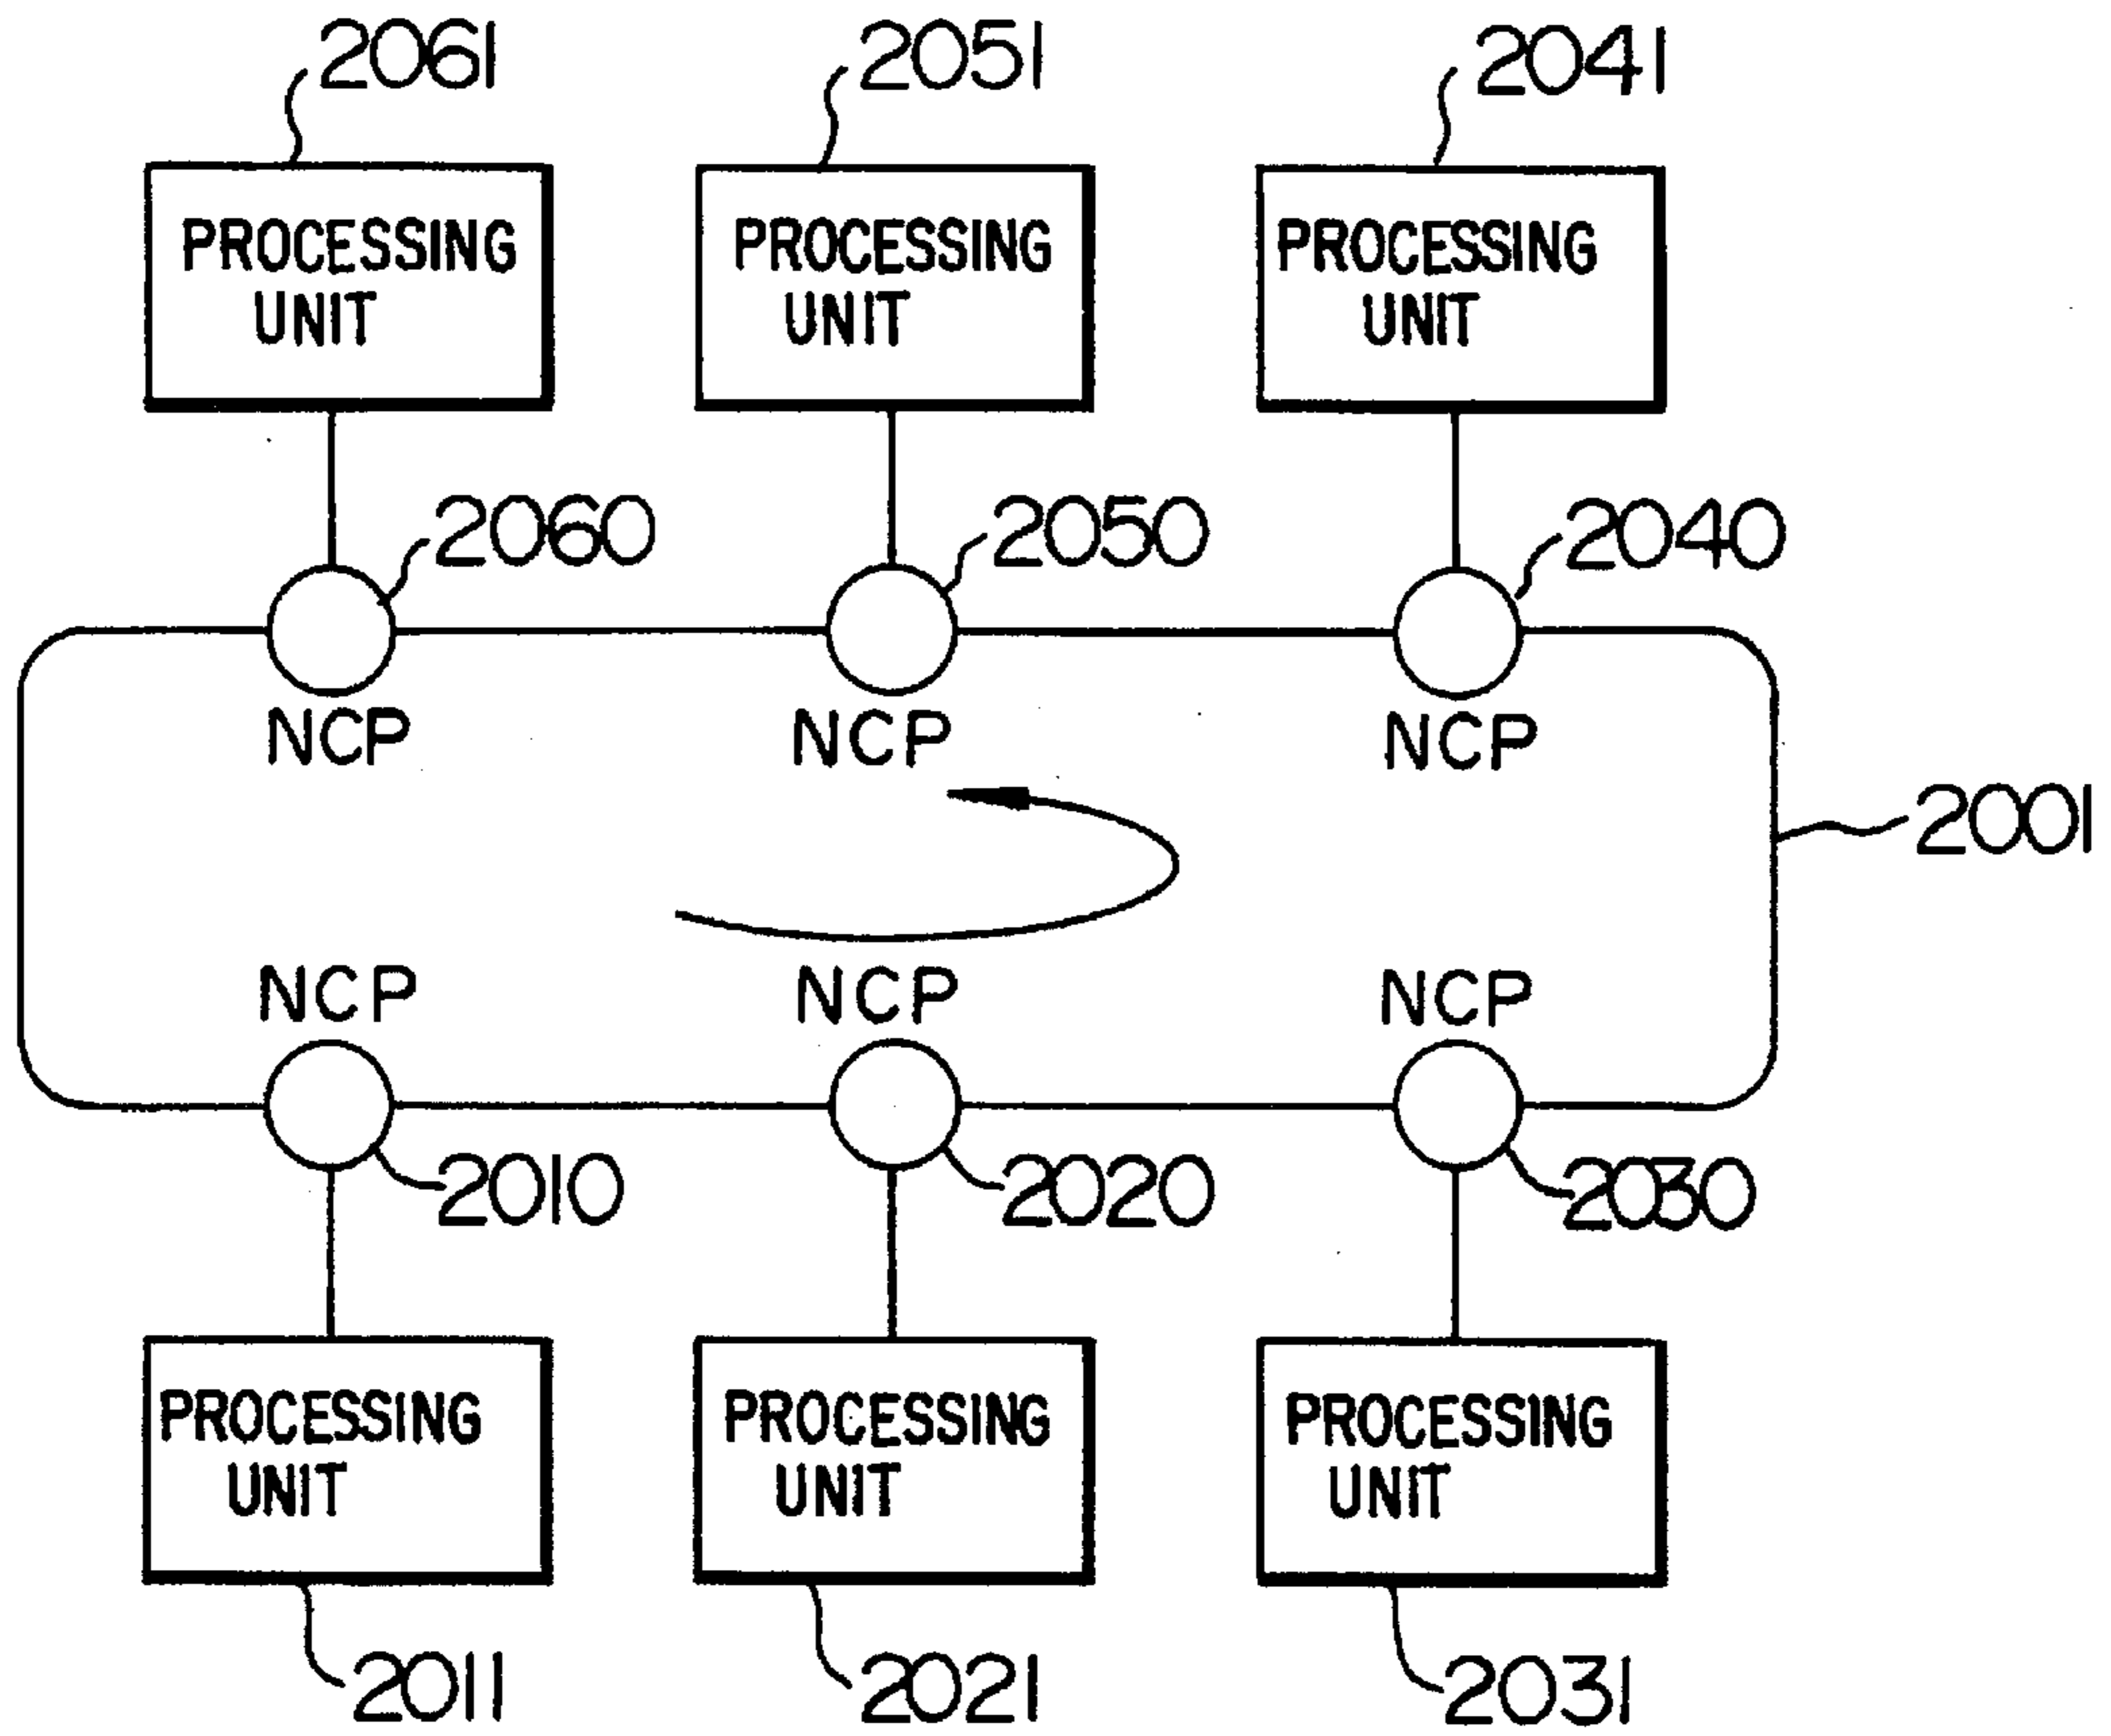 2061
2051
2041
PROCESSING
UNIT
PROCESSING
UNIT
PROCESSING
UNIT
2060
2050
2040
NCP
NCP
NCP
2001
NCP
NCP
NCP
2010
2020
2030
PROCESSING
UNIT
PROCESSING
UNIT
PROCESSING
UNIT
2011
2021
2031